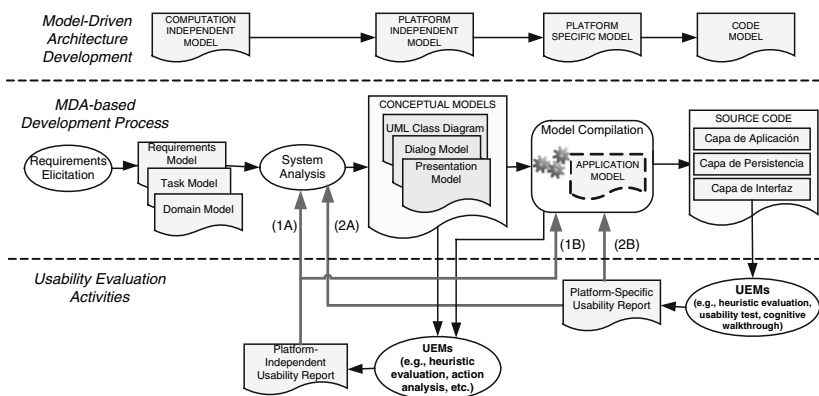 Model-Driven
Architecture
Development
COMPUTATION
INDEPENDENT
MODEL
PLATFORM
INDEPENDENT
MODEL
PLATFORM
SPECIFIC MODEL
CODE
MODEL
MDA-based
Development Process
Requirements
Elicitation
Requirements
Model
Task Model
Domain Model
System
Analysis
CONCEPTUAL MODELS
UML Class Diagram
Dialog Model
Presentation
Model
Model Compilation
APPLICATION
MODEL
SOURCE CODE
Capa de Aplicación
Capa de Persistencia
Capa de Interfaz
(1A)
(2A)
(1B)
(2B)
Usability Evaluation
Activities
Platform-
Independent
Usability Report
UEMs
(e.g., heuristic
evaluation, action
analysis, etc.)
Platform-Specific
Usability Report
UEMs
(e.g., heuristic evaluation,
usability test, cognitive
walkthrough)